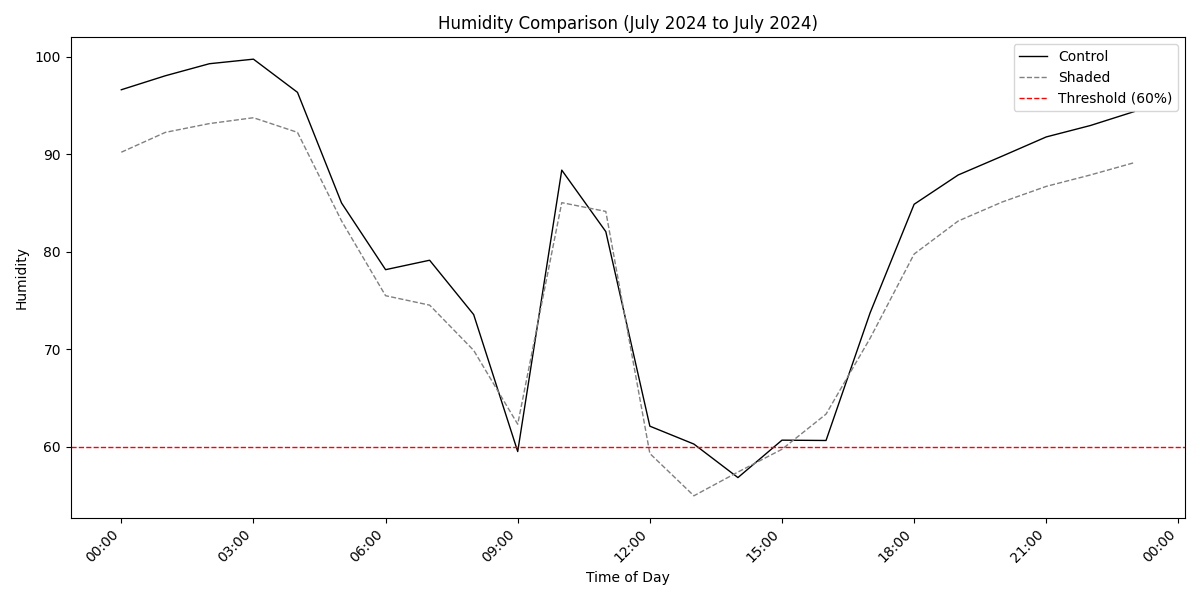 Humidity Comparison (July 2024 to July 2024)
Control
Shaded
Threshold (60%)
100
90
80
70
60
Humidity
00:00
03:00
06:00
09:00
12:00
15:00
18:00
21:00
00:00
Time of Day